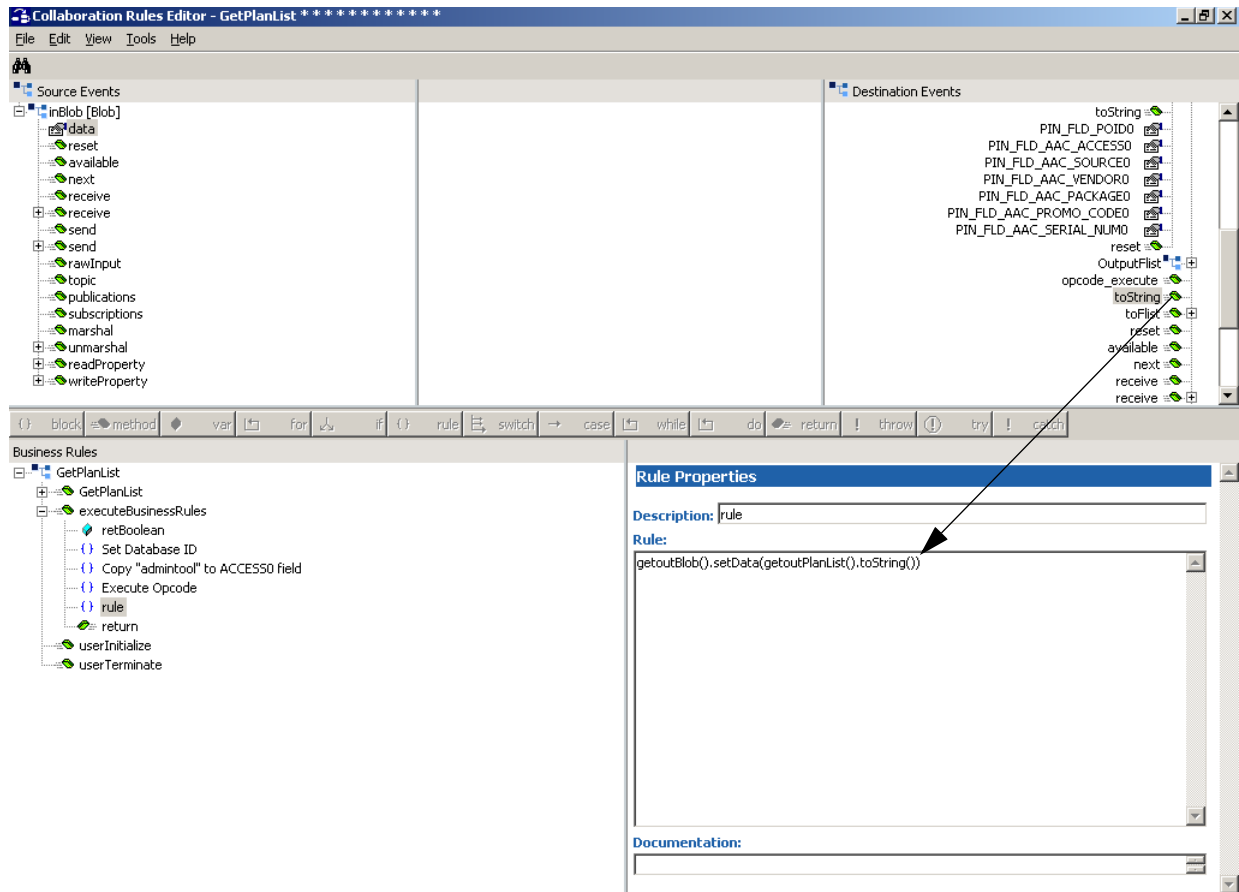 Collaboration Rules Editor - GetPlanList * * * * * * * * * * * *
File Edit View Tools Help
Source Events
inBlob [Blob]
data
reset
available
next
receive
receive
send
send
rawInput
topic
publications
subscriptions
marshal
unmarshal
readProperty
writeProperty
Destination Events
toString
PIN_FLD_POID0
PIN_FLD_AAC_ACCESS0
PIN_FLD_AAC_SOURCE0
PIN_FLD_AAC_VENDOR0
PIN_FLD_AAC_PACKAGE0
PIN_FLD_AAC_PROMO_CODE0
PIN_FLD_AAC_SERIAL_NUM0
reset
OutputFlist
opcode_execute
toString
toFlist
reset
available
next
receive
receive
{} block method var for if {} rule switch case while do return ! throw try ! catch
Business Rules
GetPlanList
GetPlanList
executeBusinessRules
retBoolean
{} Set Database ID
{} Copy "admintool" to ACCESS0 field
{} Execute Opcode
{} rule
return
userInitialize
userTerminate
Rule Properties
Description: rule
Rule:
getoutBlob().setData(getoutPlanList().toString())
Documentation: